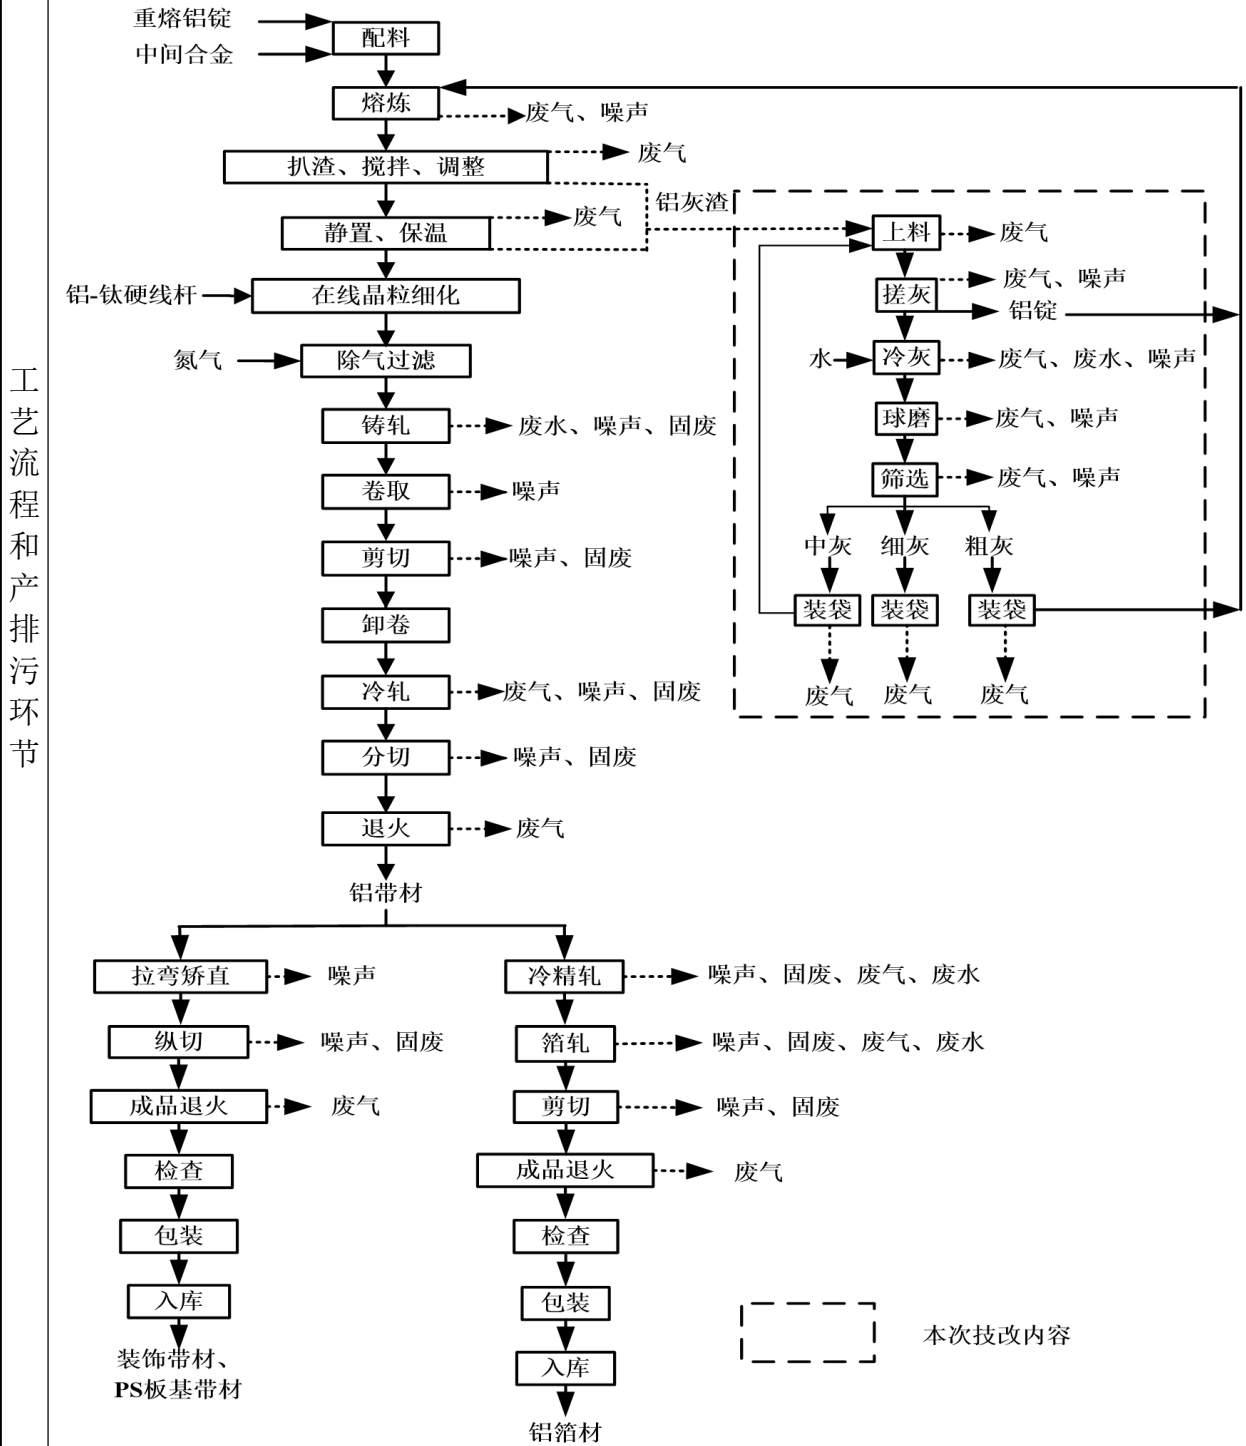 工艺流程和产排污环节
重熔铝锭
中间合金
配料
熔炼
废气、噪声
扒渣、搅拌、调整
废气
铝灰渣
静置、保温
废气
铝-钛硬线杆
在线晶粒细化
氮气
除气过滤
铸轧
废水、噪声、固废
卷取
噪声
剪切
噪声、固废
卸卷
冷轧
废气、噪声、固废
分切
噪声、固废
退火
废气
铝带材
上料
废气
搓灰
废气、噪声
铝锭
水
冷灰
废气、废水、噪声
球磨
废气、噪声
筛选
废气、噪声
中灰
细灰
粗灰
装袋
装袋
装袋
废气
废气
废气
拉弯矫直
噪声
纵切
噪声、固废
成品退火
废气
检查
包装
入库
装饰带材、
PS板基带材
冷精轧
噪声、固废、废气、废水
箔轧
噪声、固废、废气、废水
剪切
噪声、固废
成品退火
废气
检查
包装
入库
铝箔材
本次技改内容